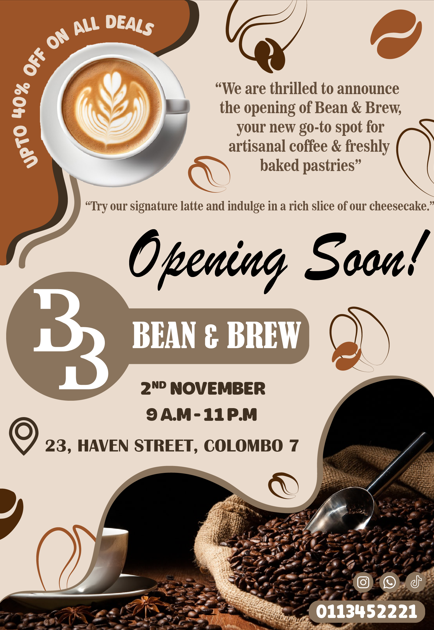 UPTO 40% OFF ON ALL DEALS
“We are thrilled to announce
the opening of Bean & Brew,
your new go-to spot for
artisanal coffee & freshly
baked pastries”
“Try our signature latte and indulge in a rich slice of our cheesecake.”
Opening Soon!
BB
BEAN & BREW
2ND NOVEMBER
9 A.M - 11 P.M
23, HAVEN STREET, COLOMBO 7
0113452221